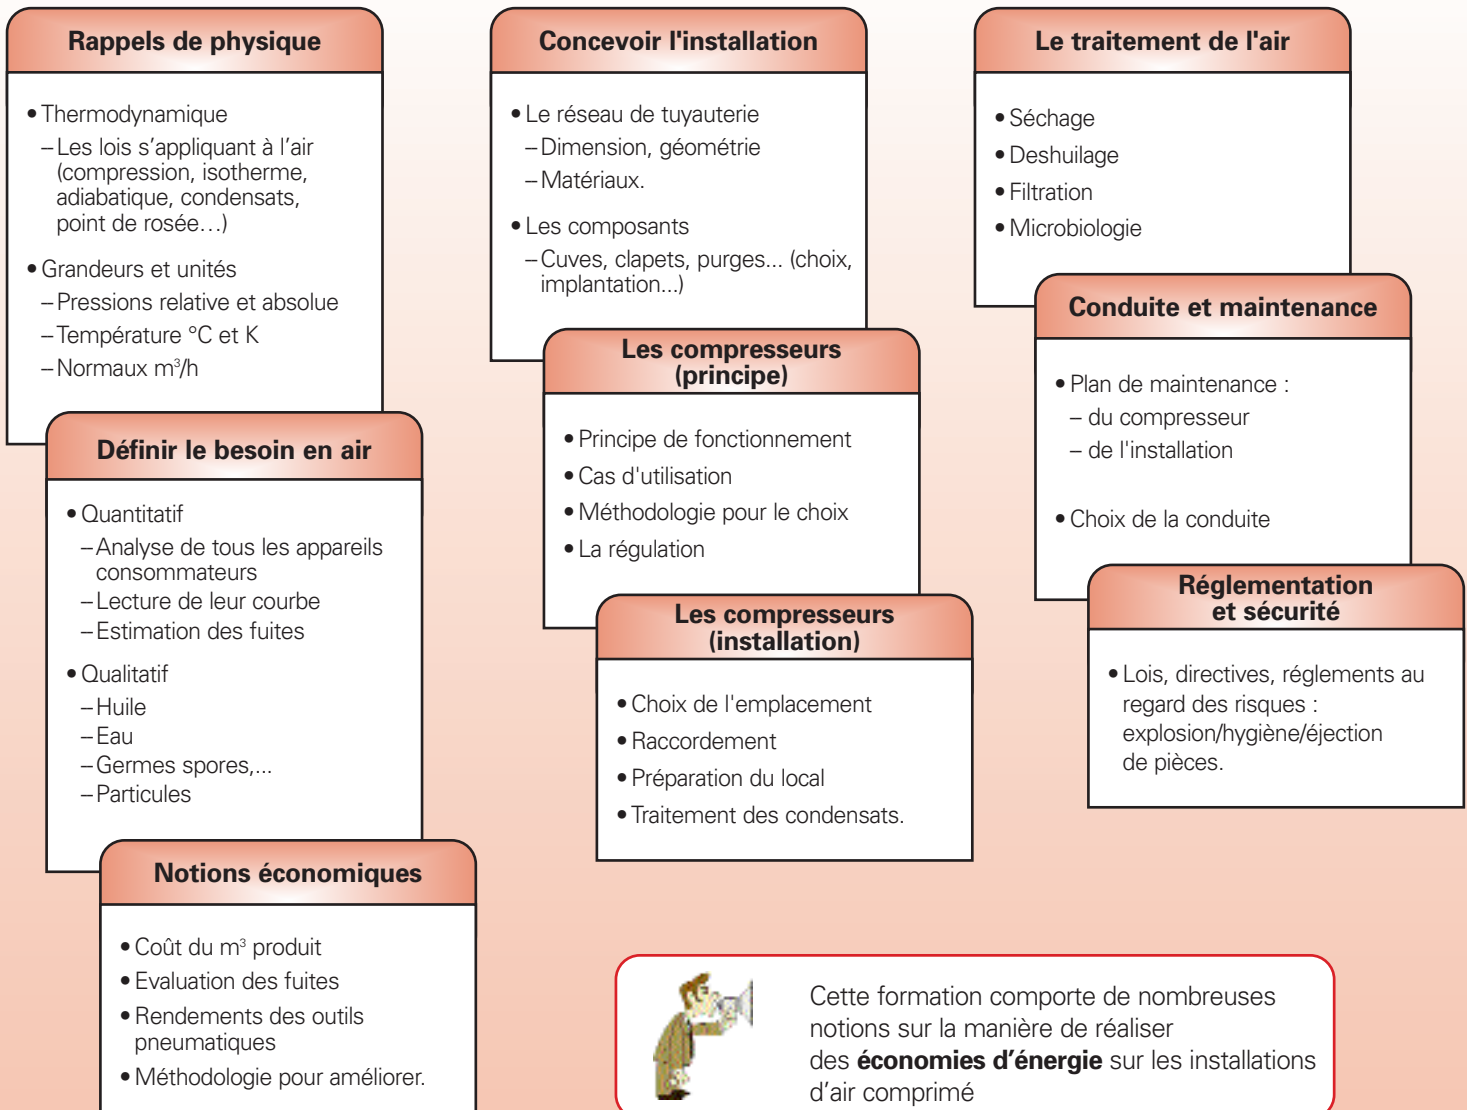 Rappels de physique
• Thermodynamique
– Les lois s’appliquant à l’air
(compression, isotherme,
adiabatique, condensats,
point de rosée…)
• Grandeurs et unités
– Pressions relative et absolue
– Température °C et K
– Normaux m³/h
Définir le besoin en air
• Quantitatif
– Analyse de tous les appareils
consommateurs
– Lecture de leur courbe
– Estimation des fuites
• Qualitatif
– Huile
– Eau
– Germes spores,...
– Particules
Notions économiques
• Coût du m³ produit
• Evaluation des fuites
• Rendements des outils
pneumatiques
• Méthodologie pour améliorer.
Concevoir l'installation
• Le réseau de tuyauterie
– Dimension, géométrie
– Matériaux.
• Les composants
– Cuves, clapets, purges... (choix,
implantation...)
Les compresseurs
(principe)
• Principe de fonctionnement
• Cas d'utilisation
• Méthodologie pour le choix
• La régulation
Les compresseurs
(installation)
• Choix de l'emplacement
• Raccordement
• Préparation du local
• Traitement des condensats.
Le traitement de l'air
• Séchage
• Deshuilage
• Filtration
• Microbiologie
Conduite et maintenance
• Plan de maintenance :
– du compresseur
– de l'installation
• Choix de la conduite
Réglementation
et sécurité
• Lois, directives, réglements au
regard des risques :
explosion/hygiène/éjection
de pièces.
Cette formation comporte de nombreuses
notions sur la manière de réaliser
des économies d’énergie sur les installations
d’air comprimé